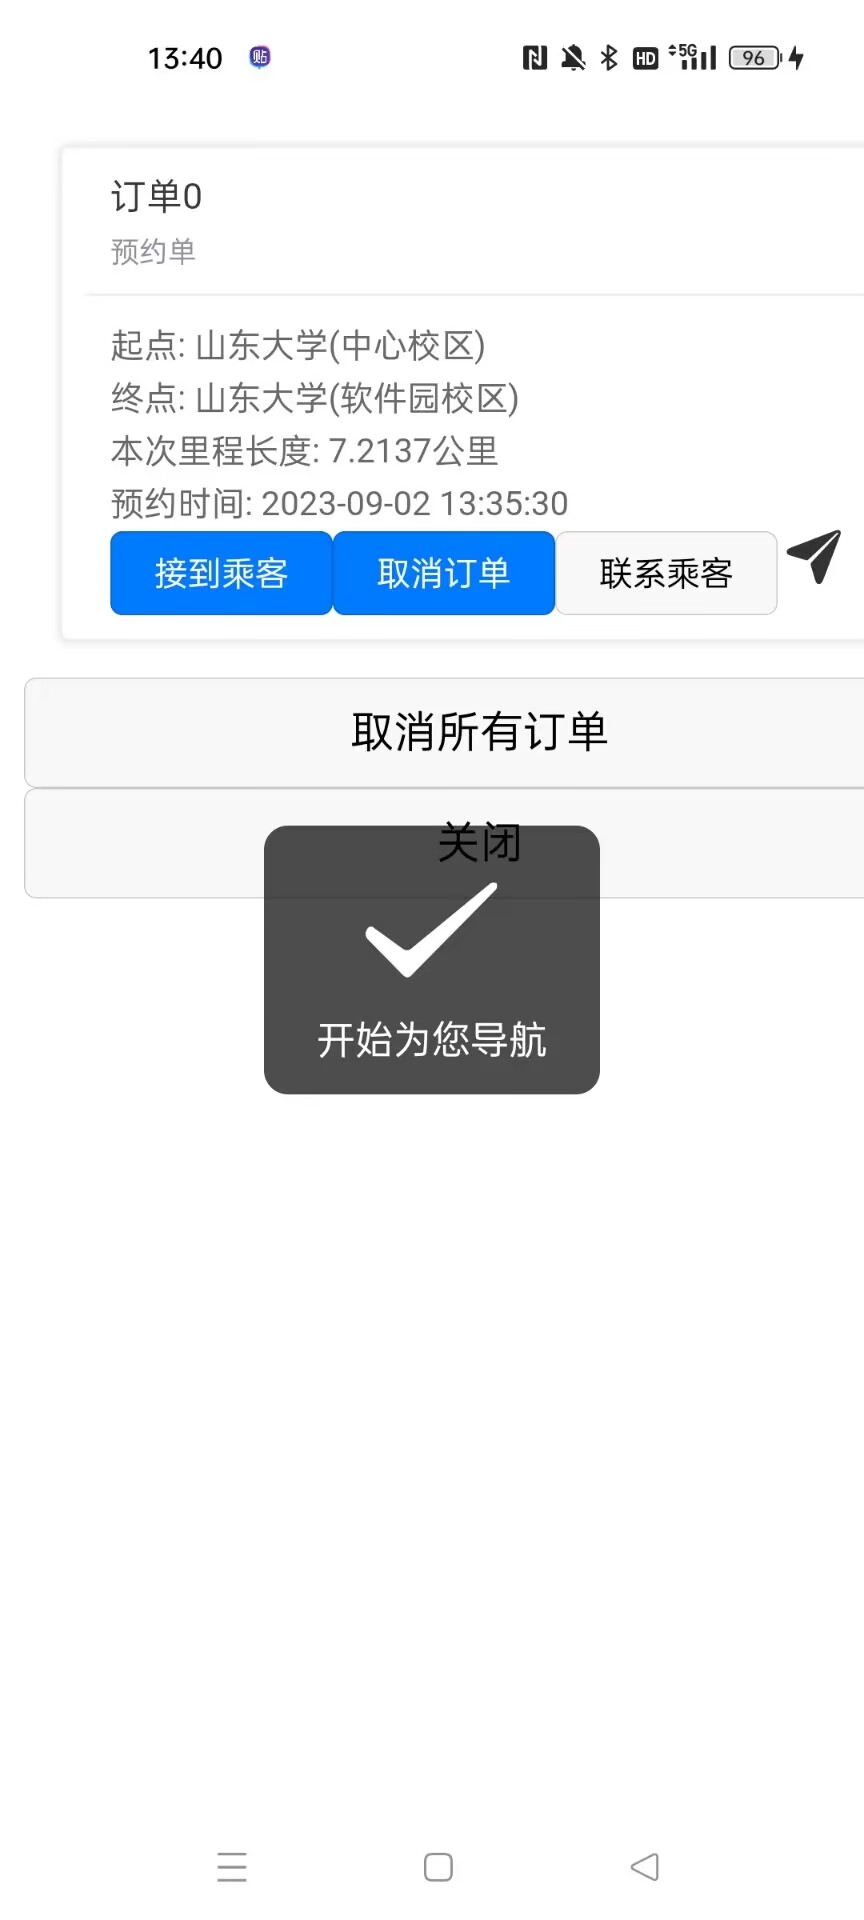 13:40 贴 HD 5G 96
订单0
预约单
起点: 山东大学(中心校区)
终点: 山东大学(软件园校区)
本次里程长度: 7.2137公里
预约时间: 2023-09-02 13:35:30
接到乘客 取消订单 联系乘客
取消所有订单
关闭
开始为您导航